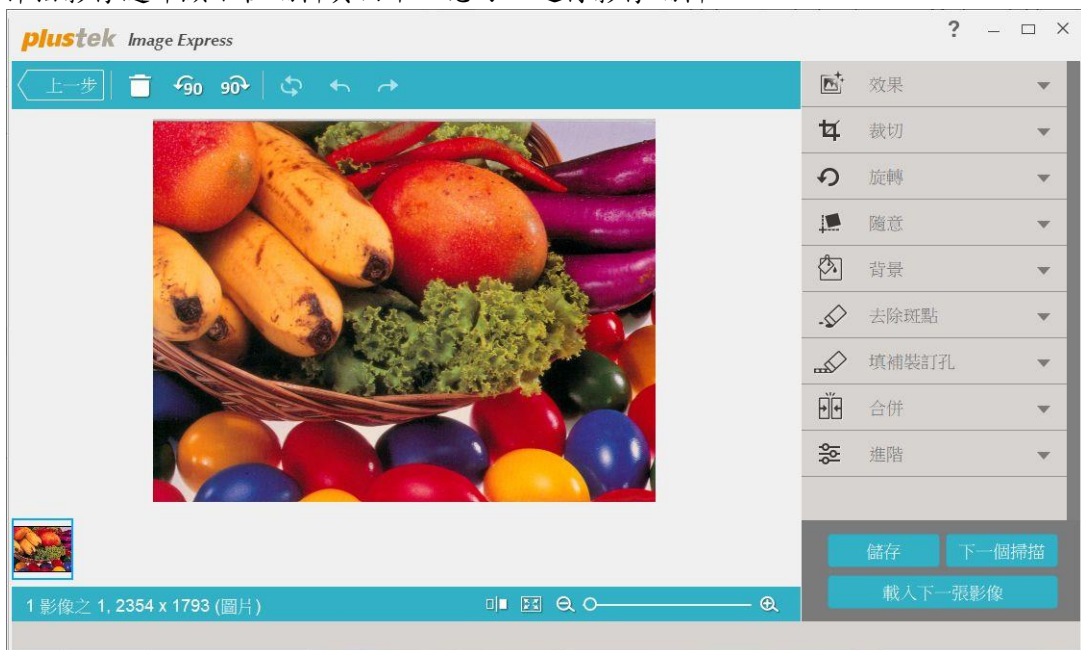 plustek Image Express
?
上一步
90 90
效果
裁切
旋轉
隨意
背景
去除斑點
填補裝訂孔
合併
進階
儲存 下一個掃描
載入下一張影像
1 影像之 1, 2354 x 1793 (圖片)